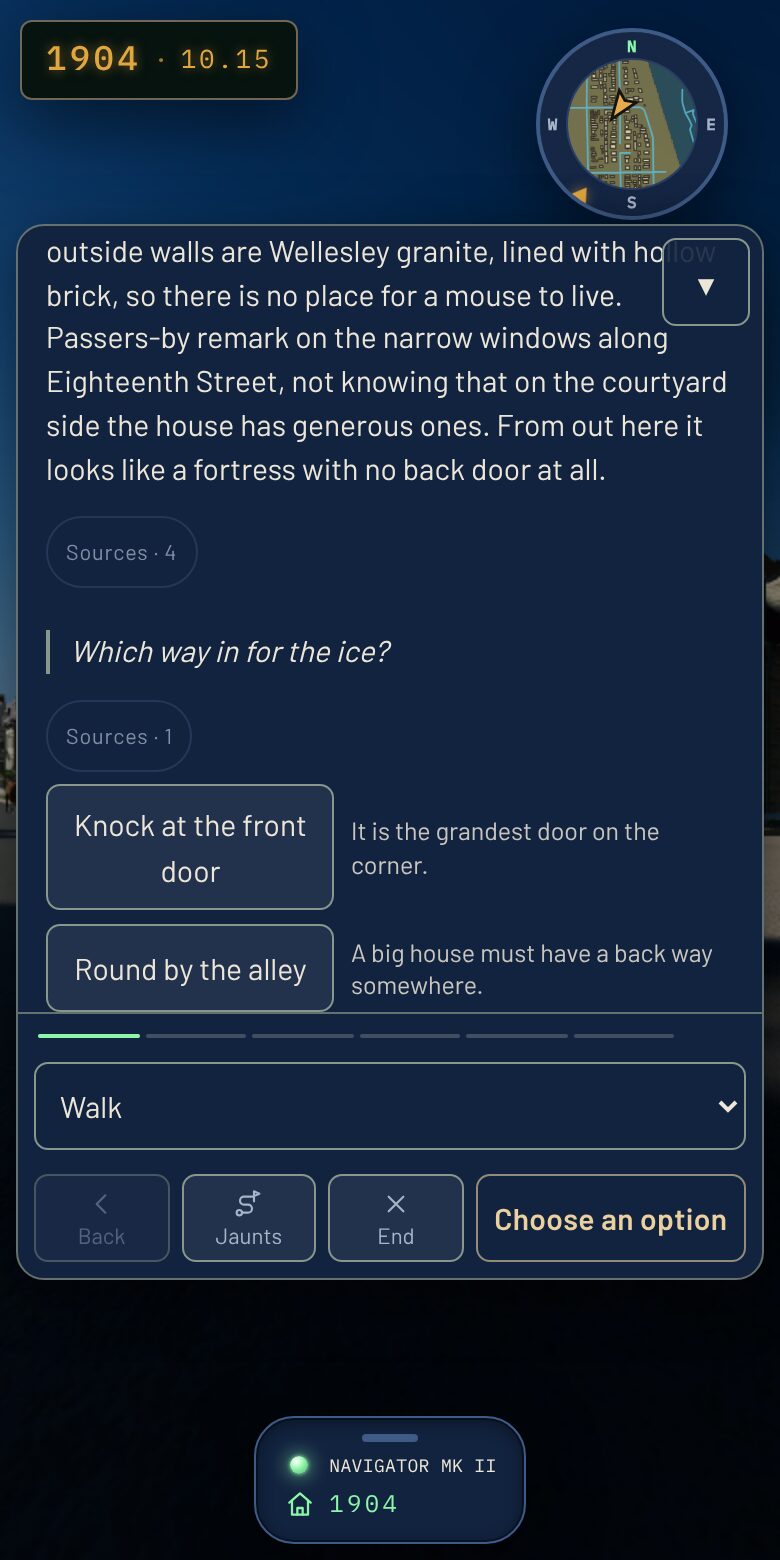 1904 · 10.15
N
W
E
S
outside walls are Wellesley granite, lined with hollow
brick, so there is no place for a mouse to live.
Passers-by remark on the narrow windows along
Eighteenth Street, not knowing that on the courtyard
side the house has generous ones. From out here it
looks like a fortress with no back door at all.
Sources · 4
Which way in for the ice?
Sources · 1
Knock at the front
door
It is the grandest door on the
corner.
Round by the alley
A big house must have a back way
somewhere.
Walk
Back
Jaunts
End
Choose an option
NAVIGATOR MK II
1904